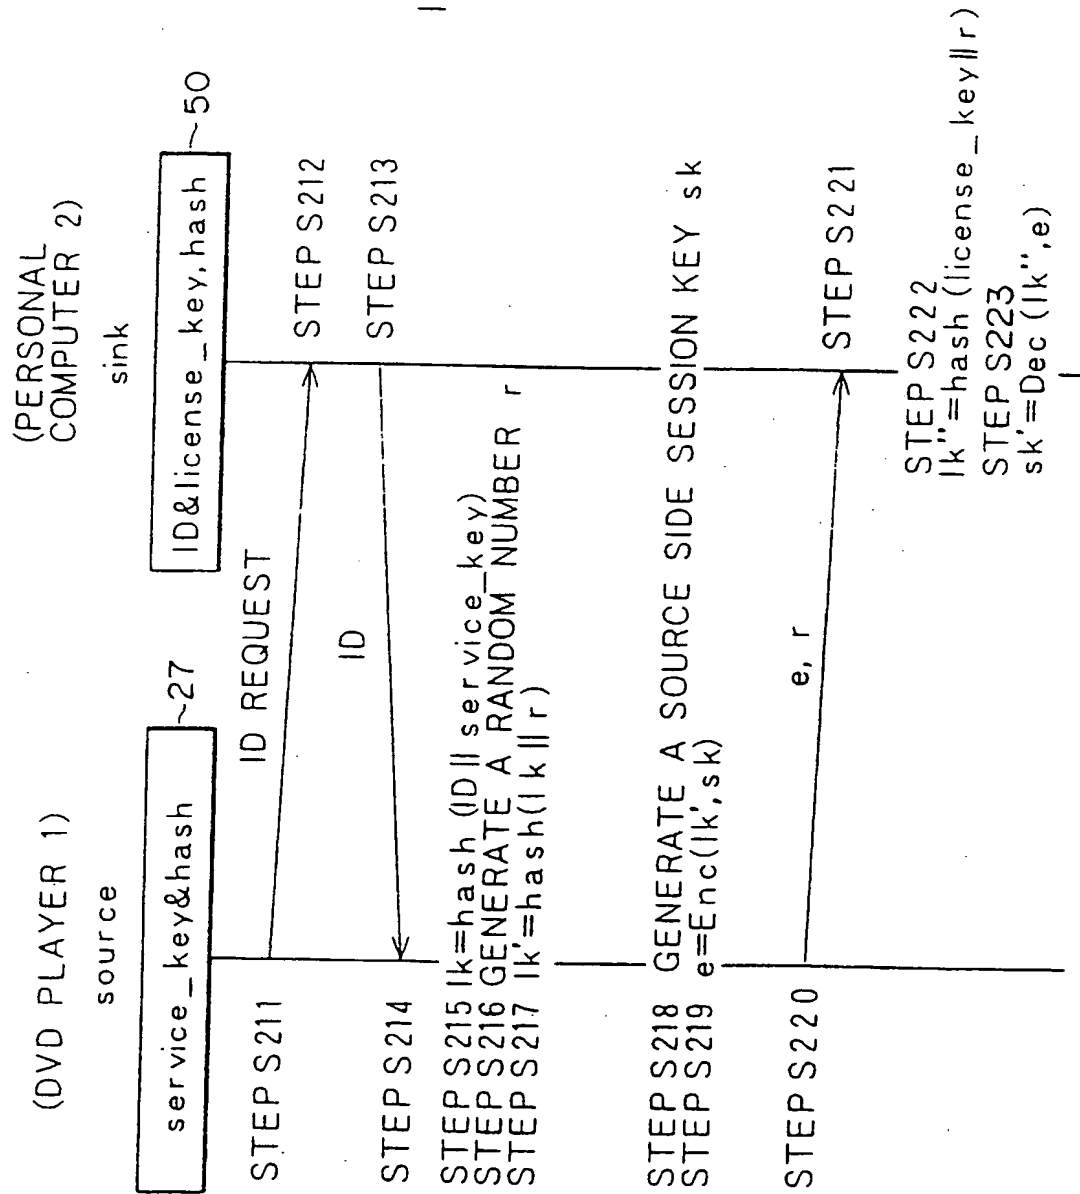 (DVD PLAYER 1)
source
service_key&hash
~27
(PERSONAL
COMPUTER 2)
sink
ID&license_key,hash
~50
STEP S211
ID REQUEST
STEP S212
STEP S213
ID
STEP S214
STEP S215 lk=hash(ID||service_key)
STEP S216 GENERATE A RANDOM NUMBER r
STEP S217 lk'=hash(lk||r)
STEP S218 GENERATE A SOURCE SIDE SESSION KEY sk
STEP S219 e=Enc(lk',sk)
STEP S220
e, r
STEP S221
STEP S222
lk''=hash(license_key||r)
STEP S223
sk'=Dec(lk'',e)